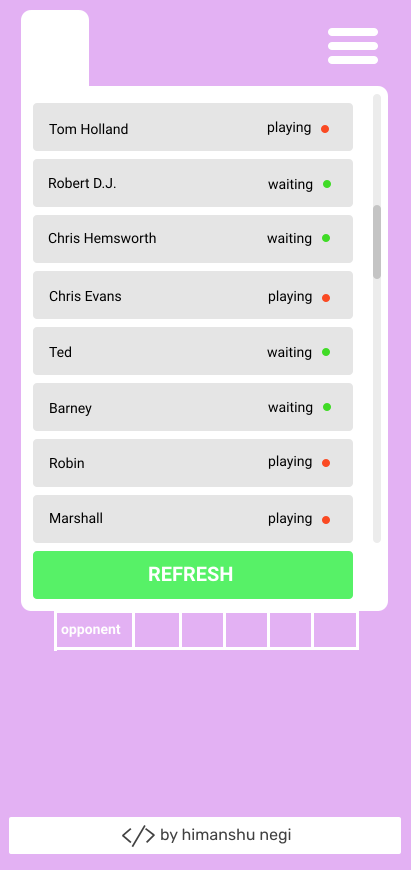 Tom Holland playing
Robert D.J. waiting
Chris Hemsworth waiting
Chris Evans playing
Ted waiting
Barney waiting
Robin playing
Marshall playing
REFRESH
opponent
</> by himanshu negi